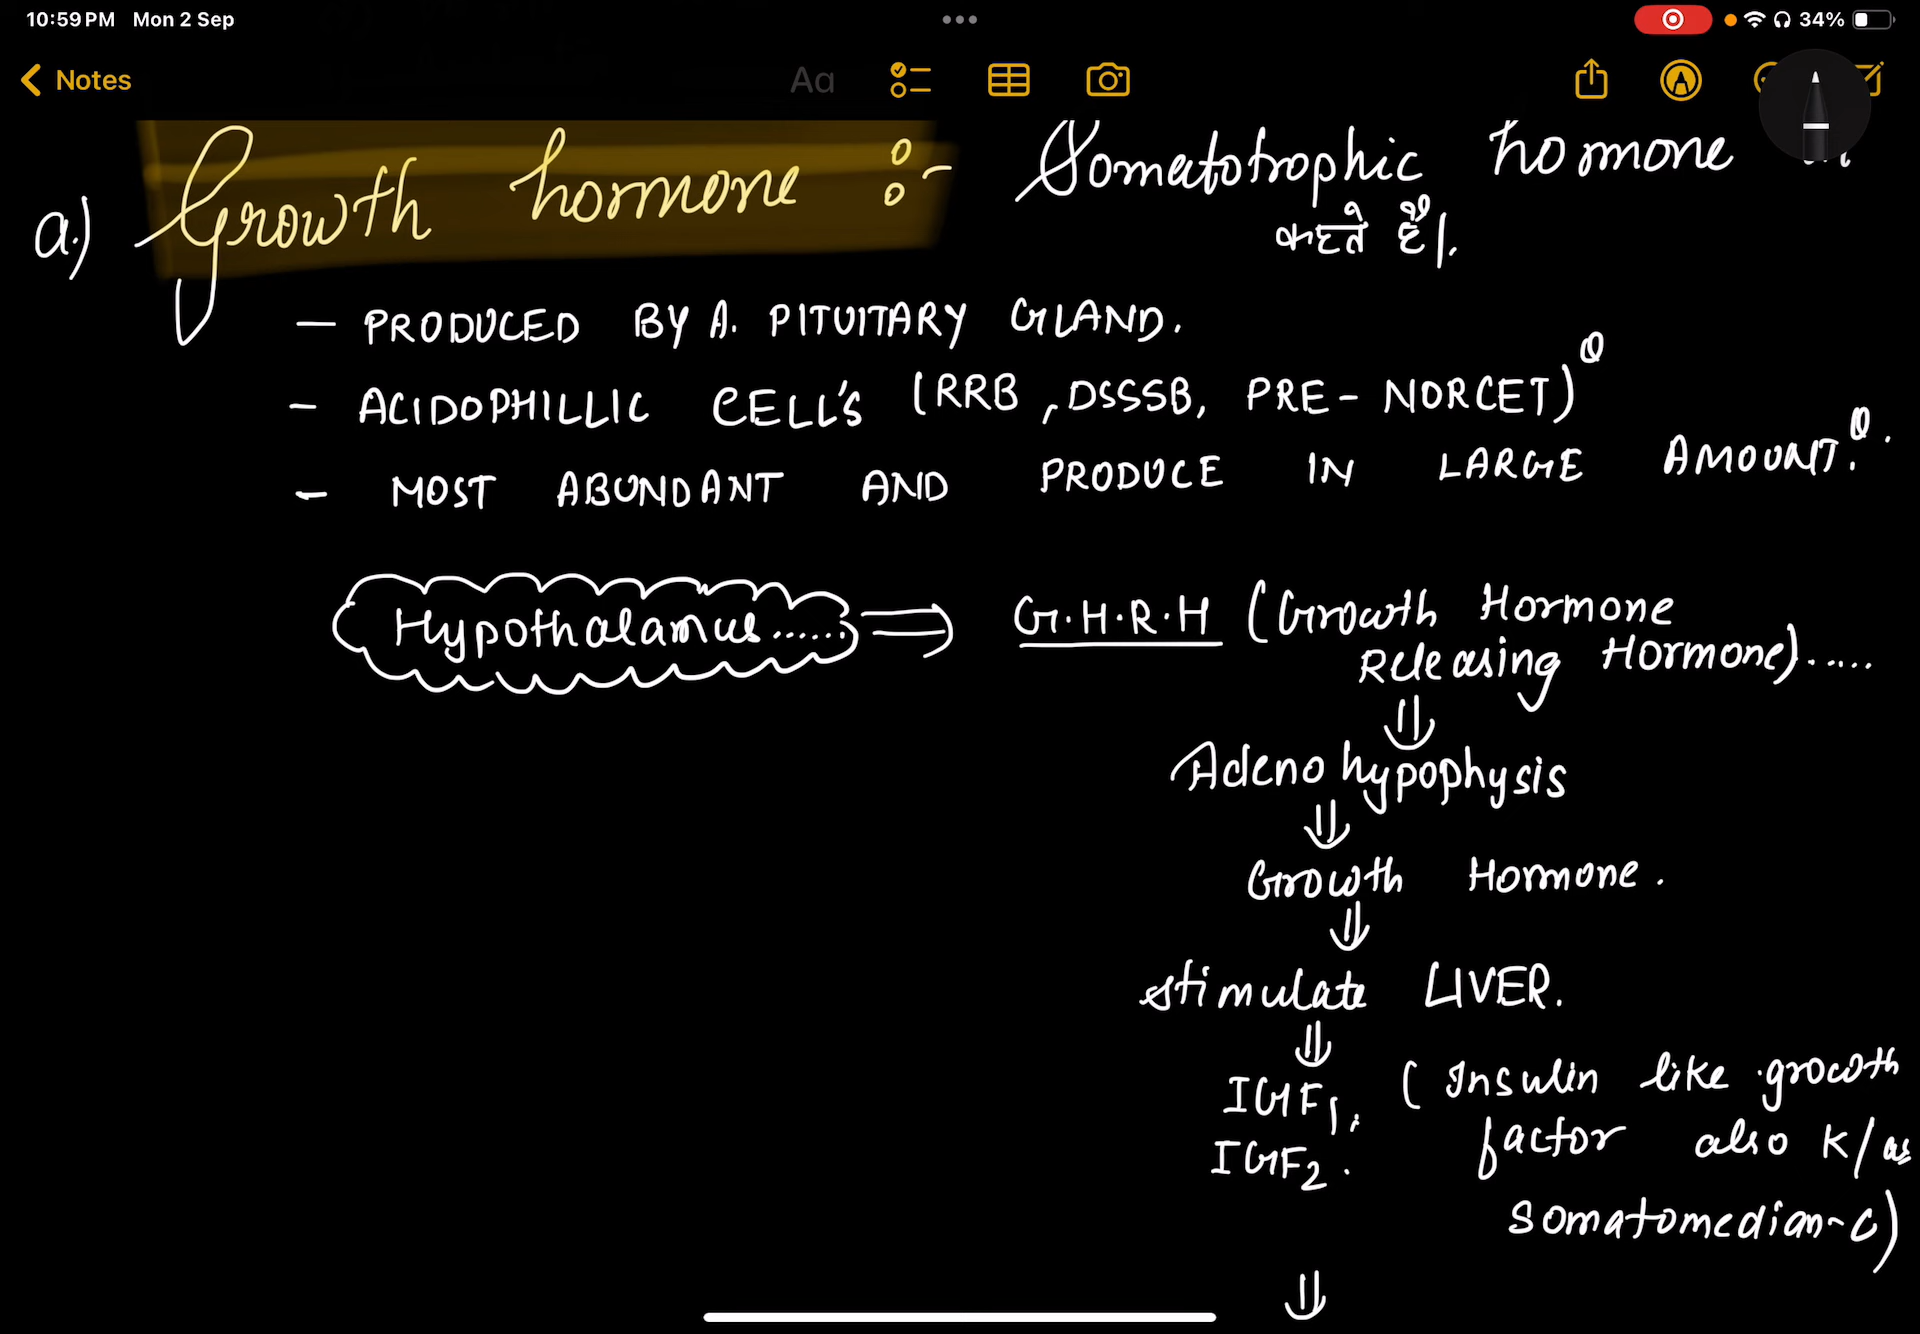 10:59 PM Mon 2 Sep
34%
Notes
Aa
a.) Growth hormone :- Somatotrophic hormone
कहते हैं।.
— PRODUCED BY A. PITUITARY GLAND.
- ACIDOPHILLIC CELL'S (RRB, DSSSB, PRE-NORCET) Q
- MOST ABUNDANT AND PRODUCE IN LARGE AMOUNT. Q.
Hypothalamus...... ⇒ G.H.R.H (Growth Hormone
Releasing Hormone).....
⇓
Adenohypophysis
⇓
Growth Hormone.
⇓
stimulate LIVER.
⇓
IGF1, (Insulin like growth
IGF2. factor also K/as
somatomedian-C)
⇓